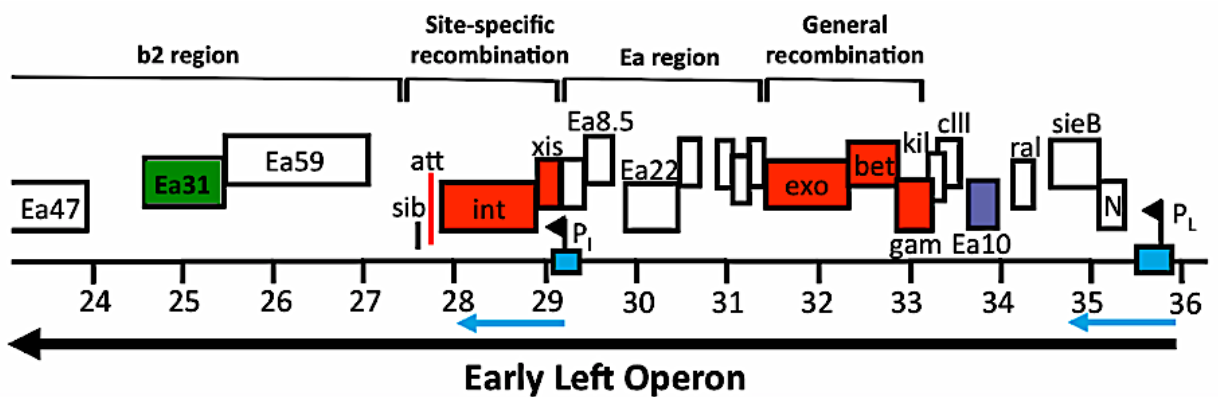 Site-specific
recombination
General
recombination
b2 region
Ea region
Ea8.5
cIII
sieB
xis
kil
ral
att
Ea59
Ea31
Ea22
exo
bet
sib
int
Ea47
N
P_I
gam
Ea10
P_L
24 25 26 27 28 29 30 31 32 33 34 35 36
Early Left Operon